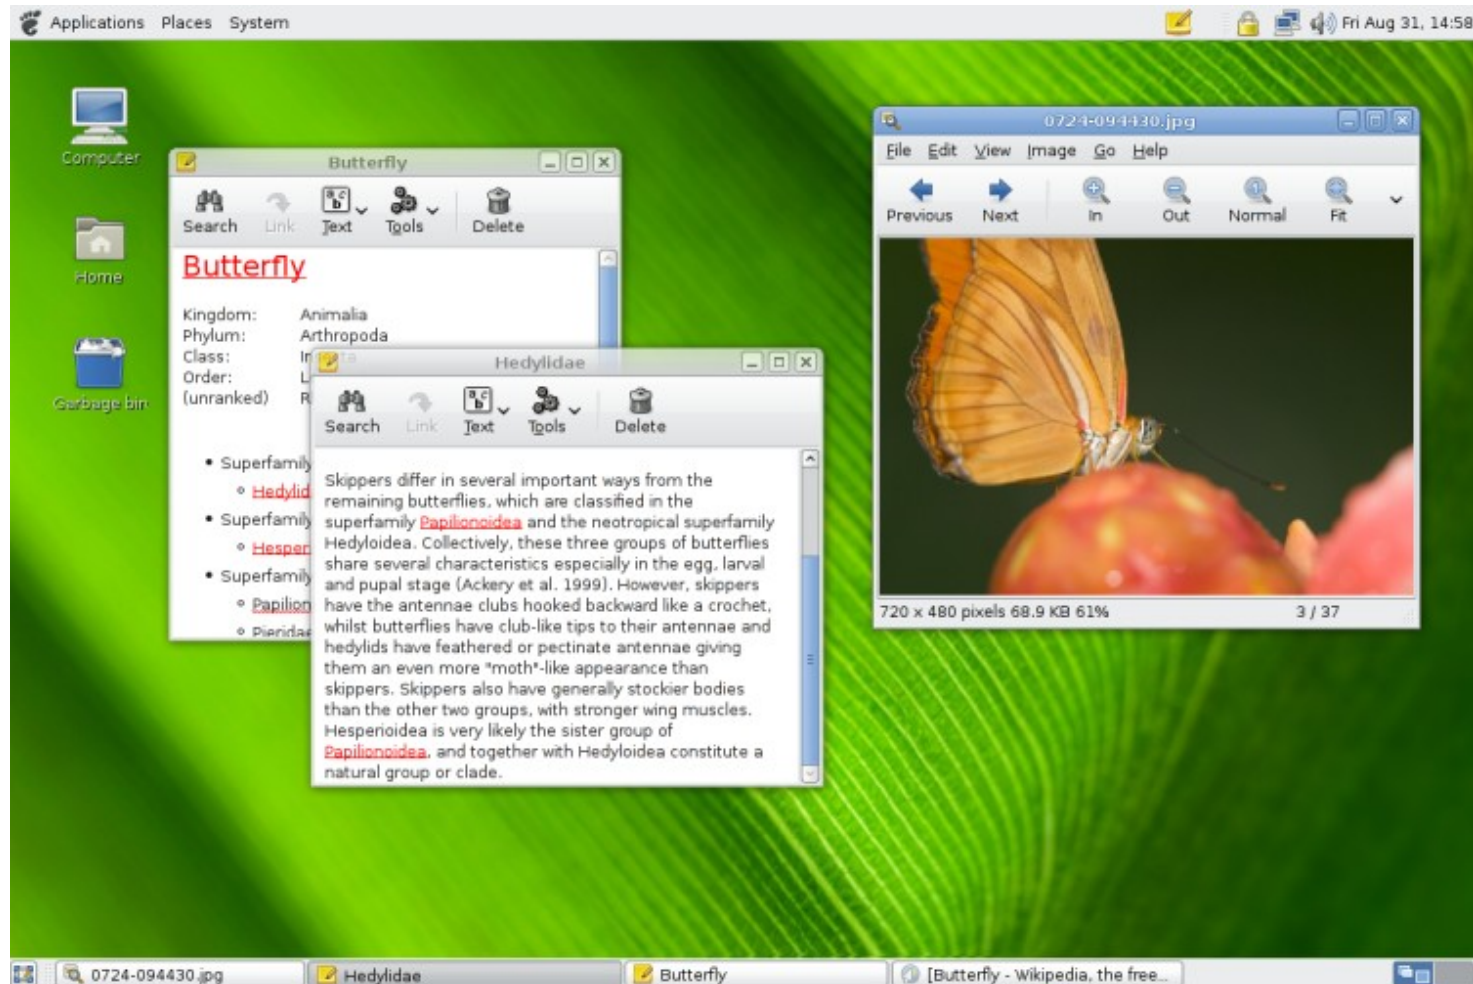 Applications Places System
Fri Aug 31, 14:58
Computer
Home
Garbage bin
Butterfly
Search Link Text Tools Delete
Butterfly
Kingdom: Animalia
Phylum: Arthropoda
Class:
Order:
(unranked)
Superfamily
Superfamily
Superfamily
Pieridae
Hedylidae
Search Link Text Tools Delete
Skippers differ in several important ways from the
remaining butterflies, which are classified in the
superfamily Papilionoidea and the neotropical superfamily
Hedyloidea. Collectively, these three groups of butterflies
share several characteristics especially in the egg, larval
and pupal stage (Ackery et al. 1999). However, skippers
have the antennae clubs hooked backward like a crochet,
whilst butterflies have club-like tips to their antennae and
hedylids have feathered or pectinate antennae giving
them an even more "moth"-like appearance than
skippers. Skippers also have generally stockier bodies
than the other two groups, with stronger wing muscles.
Hesperioidea is very likely the sister group of
Papilionoidea, and together with Hedyloidea constitute a
natural group or clade.
0724-094430.jpg
File Edit View Image Go Help
Previous Next In Out Normal Fit
720 x 480 pixels 68.9 KB 61% 3 / 37
0724-094430.jpg
Hedylidae
Butterfly
[Butterfly - Wikipedia, the free...